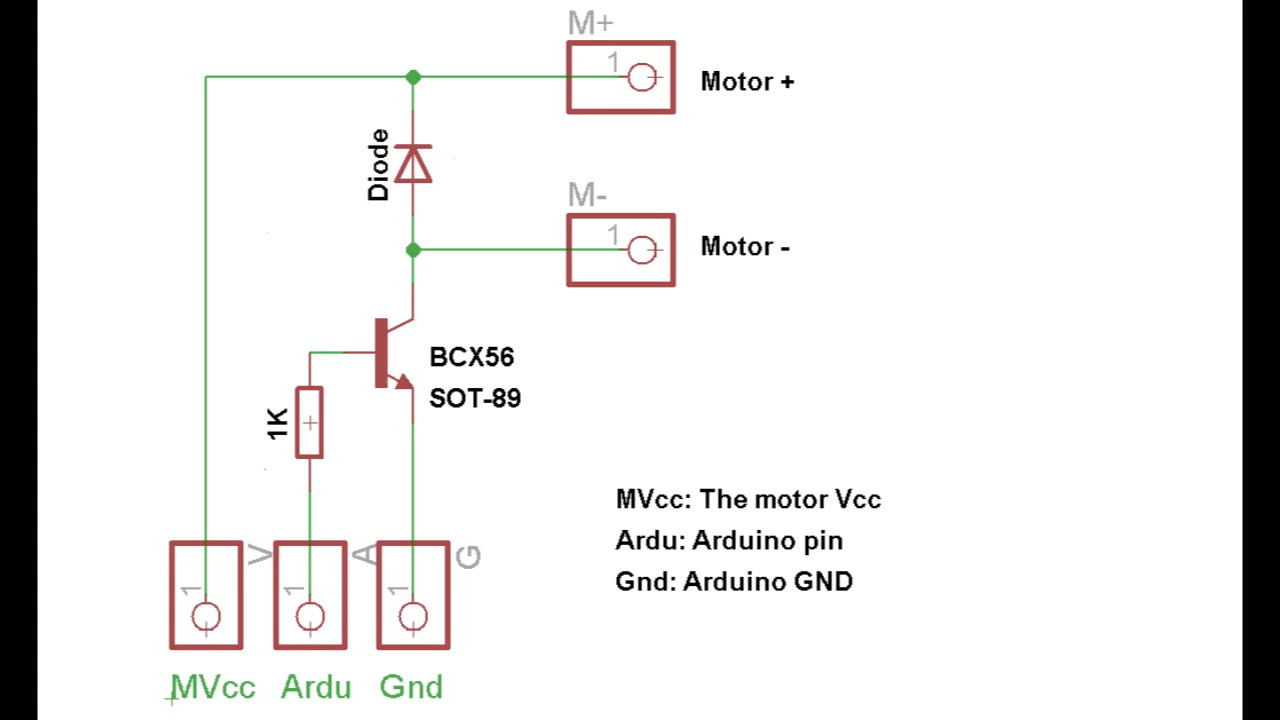 M+
1
Motor +
Diode
M-
1
Motor -
BCX56
SOT-89
1K
MVcc: The motor Vcc
Ardu: Arduino pin
Gnd: Arduino GND
V
A
G
1
1
1
MVcc
Ardu
Gnd